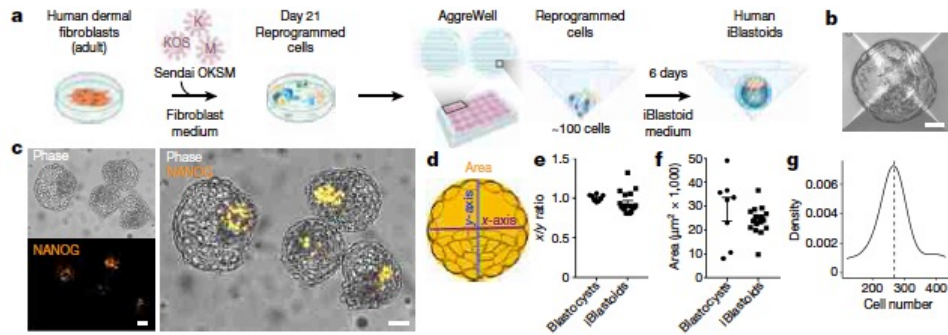 a
Human dermal
fibroblasts
(adult)
K
KOS
M
Sendai OKSM
Fibroblast
medium
Day 21
Reprogrammed
cells
AggreWell
Reprogrammed
cells
~100 cells
6 days
iBlastoid
medium
Human
iBlastoids
b
c
Phase
NANOG
Phase
NANOG
d
Area
y-axis
x-axis
e
x/y ratio
1.5
1.0
0.5
0
Blastocysts
iBlastoids
f
Area (μm² × 1,000)
50
40
30
20
10
0
Blastocysts
iBlastoids
g
Density
0.006
0.004
0.002
0
200
300
400
Cell number